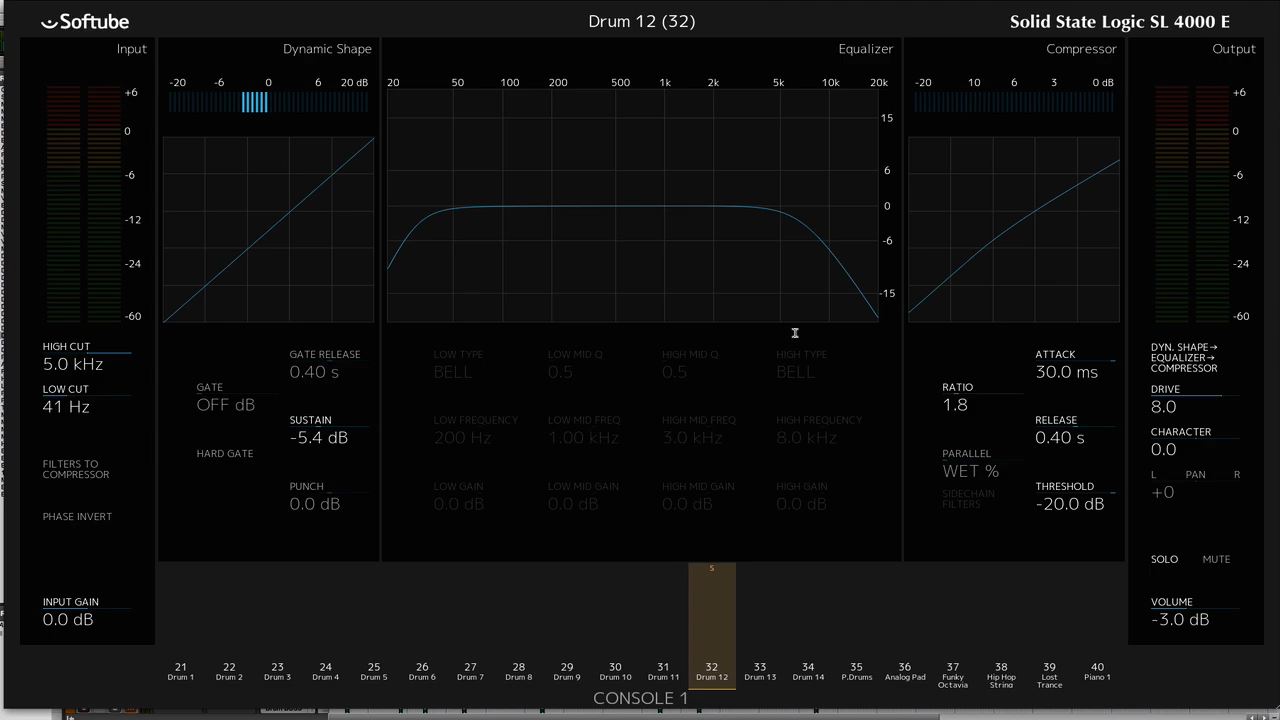 Softube
Drum 12 (32)
Solid State Logic SL 4000 E
Input
Dynamic Shape
Equalizer
Compressor
Output
+6
0
-6
-12
-24
-60
-20 -6 0 6 20 dB
20 50 100 200 500 1k 2k 5k 10k 20k
15
6
0
-6
-15
-20 10 6 3 0 dB
+6
0
-6
-12
-24
-60
HIGH CUT
5.0 kHz
LOW CUT
41 Hz
FILTERS TO
COMPRESSOR
PHASE INVERT
INPUT GAIN
0.0 dB
GATE RELEASE
0.40 s
GATE
OFF dB
SUSTAIN
-5.4 dB
HARD GATE
PUNCH
0.0 dB
LOW TYPE
BELL
LOW MID Q
0.5
HIGH MID Q
0.5
HIGH TYPE
BELL
LOW FREQUENCY
200 Hz
LOW MID FREQ
1.00 kHz
HIGH MID FREQ
3.0 kHz
HIGH FREQUENCY
8.0 kHz
LOW GAIN
0.0 dB
LOW MID GAIN
0.0 dB
HIGH MID GAIN
0.0 dB
HIGH GAIN
0.0 dB
ATTACK
30.0 ms
RATIO
1.8
RELEASE
0.40 s
PARALLEL
WET %
SIDECHAIN
FILTERS
THRESHOLD
-20.0 dB
DYN. SHAPE→
EQUALIZER→
COMPRESSOR
DRIVE
8.0
CHARACTER
0.0
L PAN R
+0
SOLO MUTE
VOLUME
-3.0 dB
S
21 22 23 24 25 26 27 28 29 30 31 32 33 34 35 36 37 38 39 40
Drum 1 Drum 2 Drum 3 Drum 4 Drum 5 Drum 6 Drum 7 Drum 8 Drum 9 Drum 10 Drum 11 Drum 12 Drum 13 Drum 14 P.Drums Analog Pad Funky Hip Hop Lost Piano 1
Octavia String Trance
CONSOLE 1